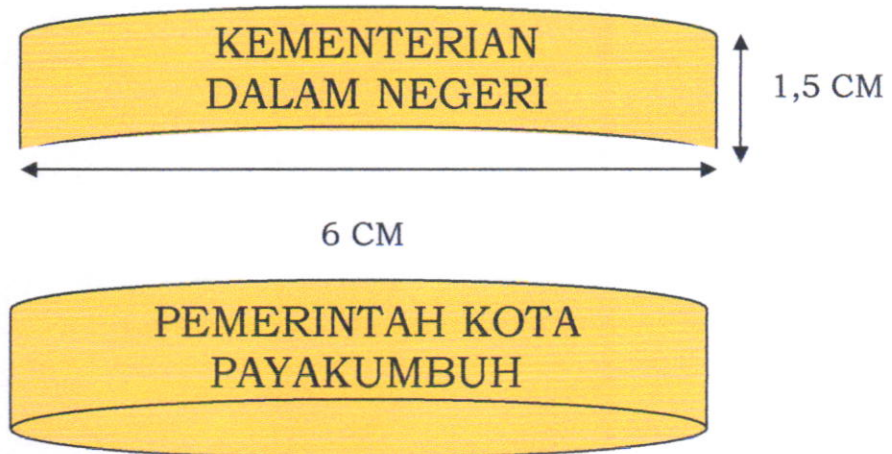 KEMENTERIAN
DALAM NEGERI
1,5 CM
6 CM
PEMERINTAH KOTA
PAYAKUMBUH